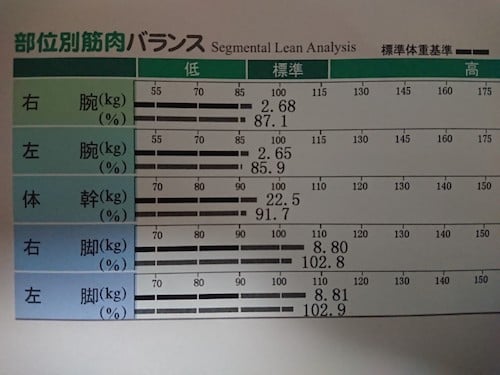 部位別筋肉バランス Segmental Lean Analysis 標準体重基準
低 標準 高
右 腕(kg) 55 70 85 100 115 130 145 160 175
2.68
(%) 87.1
左 腕(kg) 55 70 85 100 115 130 145 160 175
2.65
(%) 85.9
体 幹(kg) 70 80 90 100 110 120 130 140 150
22.5
(%) 91.7
右 脚(kg) 70 80 90 100 110 120 130 140 150
8.80
(%) 102.8
左 脚(kg) 70 80 90 100 110 120 130 140 150
8.81
(%) 102.9